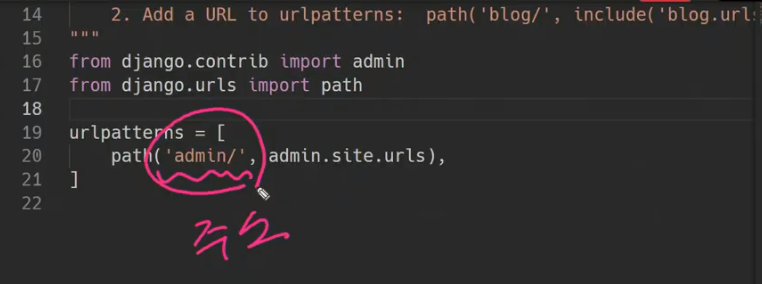 14 2. Add a URL to urlpatterns:  path('blog/', include('blog.urls
15 """
16 from django.contrib import admin
17 from django.urls import path
18
19 urlpatterns = [
20     path('admin/', admin.site.urls),
21 ]
22
주소